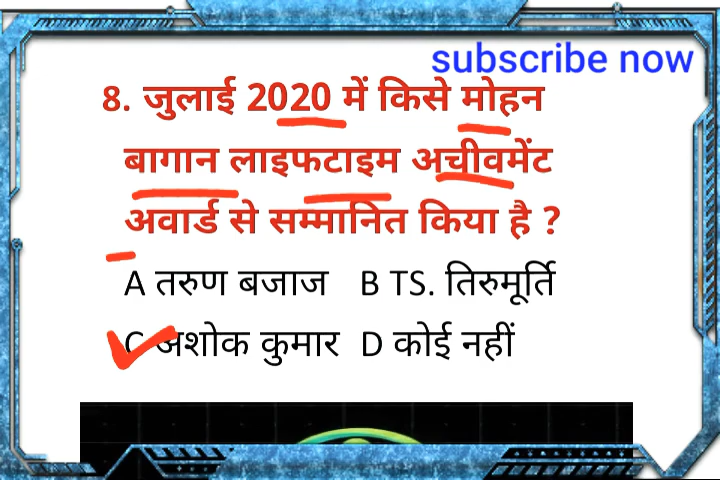 subscribe now
8. जुलाई 2020 में किसे मोहन
बागान लाइफटाइम अचीवमेंट
अवार्ड से सम्मानित किया है ?
A तरुण बजाज B TS. तिरुमूर्ति
C अशोक कुमार D कोई नहीं